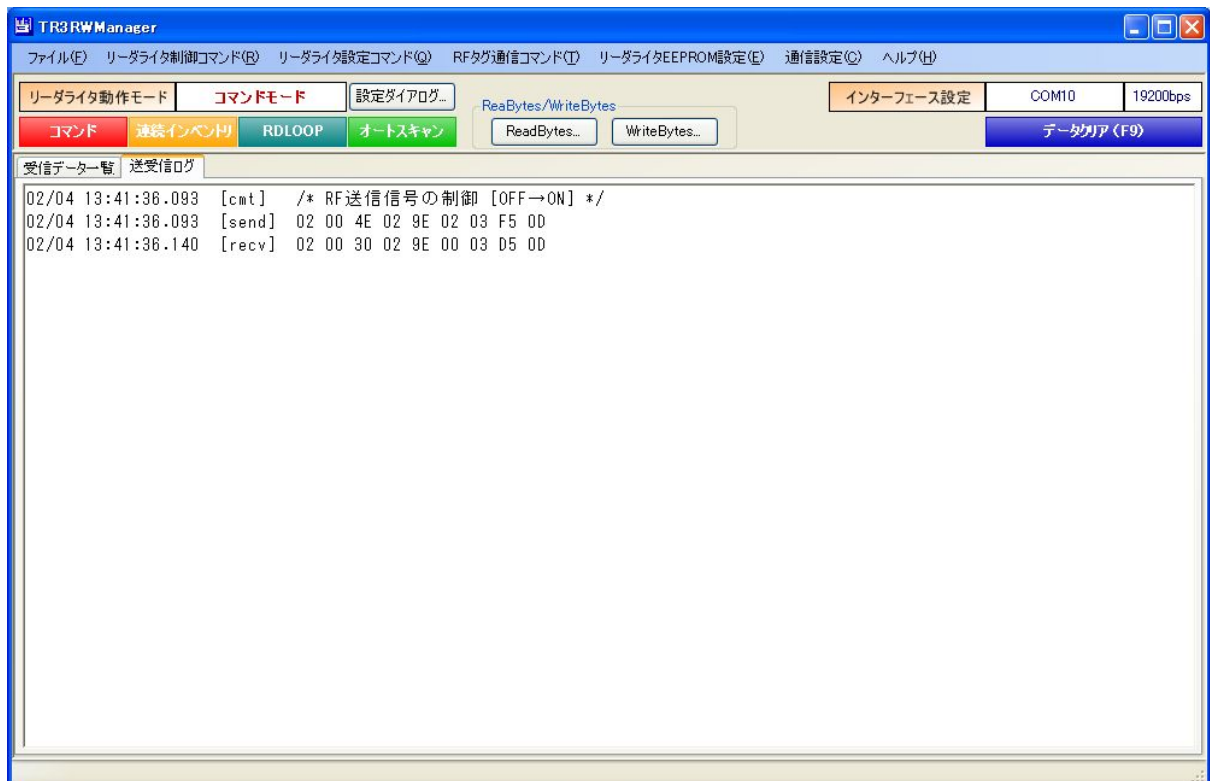 TR3RWManager
ファイル(F) リーダライタ制御コマンド(R) リーダライタ設定コマンド(Q) RFタグ通信コマンド(T) リーダライタEEPROM設定(E) 通信設定(C) ヘルプ(H)
リーダライタ動作モード コマンドモード 設定ダイアログ... ReaBytes/WriteBytes インターフェース設定 COM10 19200bps
コマンド 連続インベントリ RDLOOP オートスキャン ReadBytes... WriteBytes... データクリア(F9)
受信データ一覧 送受信ログ
02/04 13:41:36.093 [cmt] /* RF送信信号の制御 [OFF→ON] */
02/04 13:41:36.093 [send] 02 00 4E 02 9E 02 03 F5 0D
02/04 13:41:36.140 [recv] 02 00 30 02 9E 00 03 D5 0D